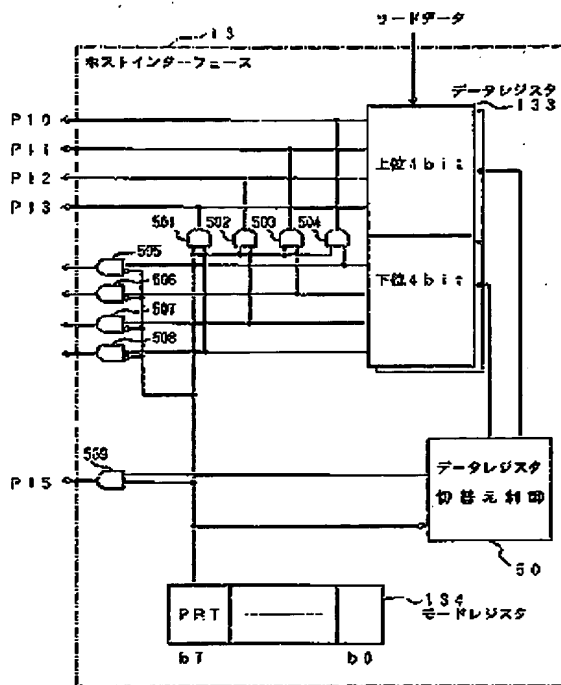 リードデータ
13
ホストインターフェース
データレジスタ
133
P10
P11
P12
P13
上位4bit
501
502
503
504
505
506
507
508
下位4bit
509
P15
データレジスタ
切替元制御
50
PRT
134
モードレジスタ
b7
b0